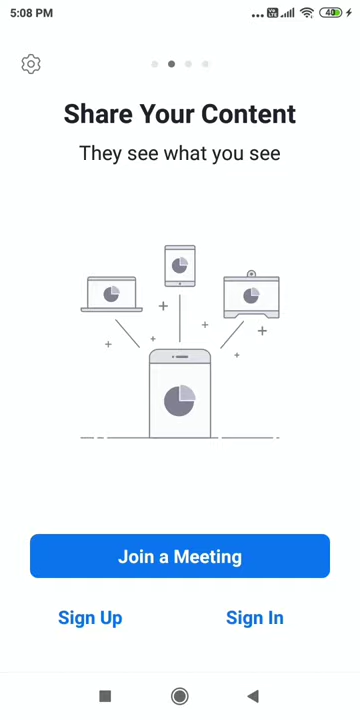 5:08 PM
40
Share Your Content
They see what you see
Join a Meeting
Sign Up
Sign In